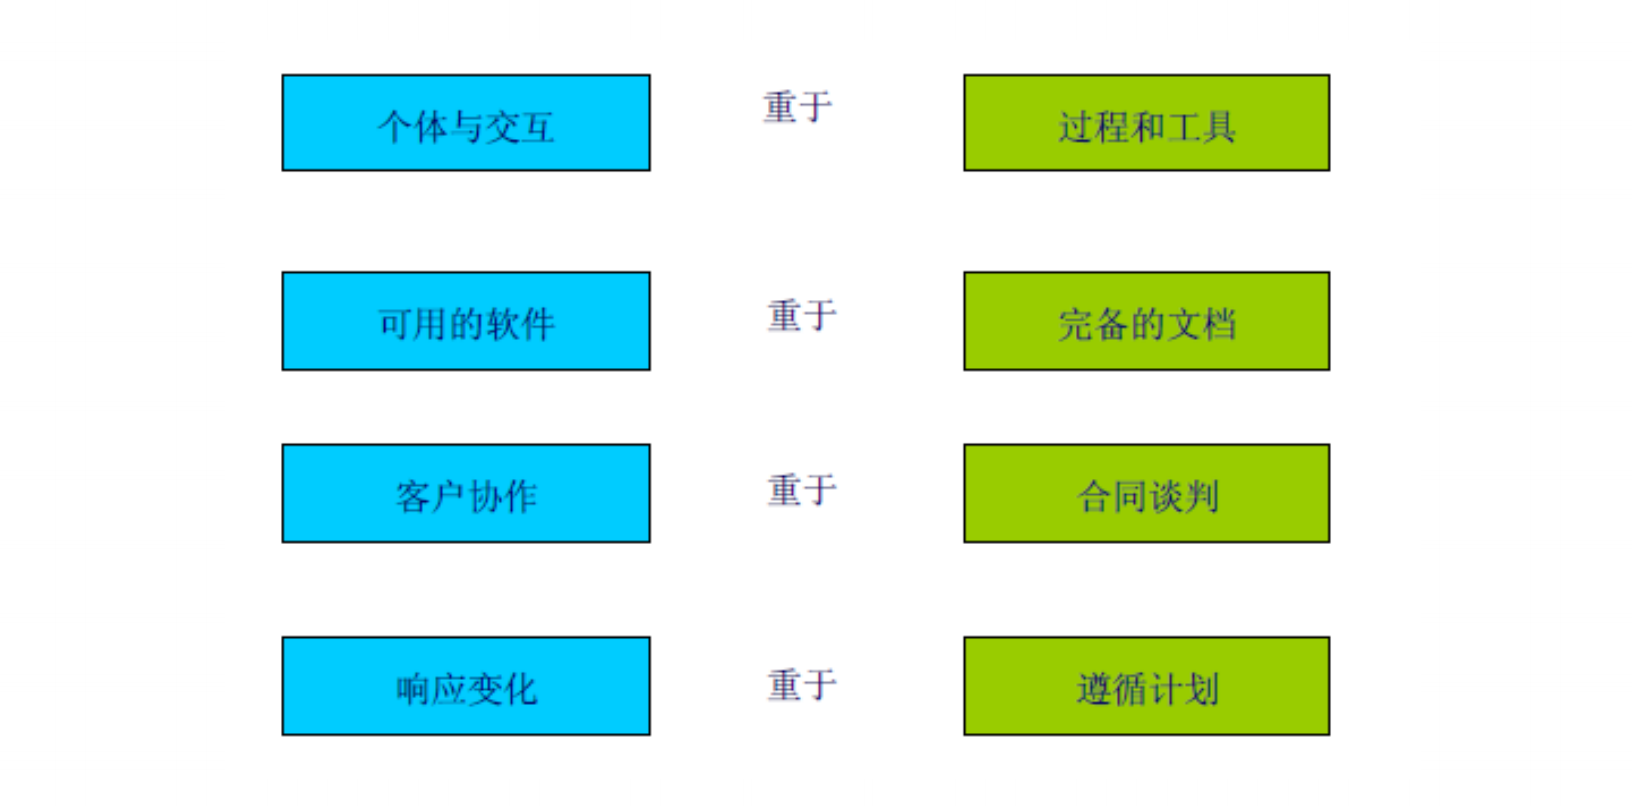 个体与交互 重于 过程和工具
可用的软件 重于 完备的文档
客户协作 重于 合同谈判
响应变化 重于 遵循计划